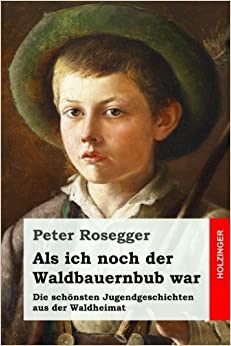 Peter Rosegger
Als ich noch der
Waldbauernbub war
Die schönsten Jugendgeschichten
aus der Waldheimat
HOLZINGER